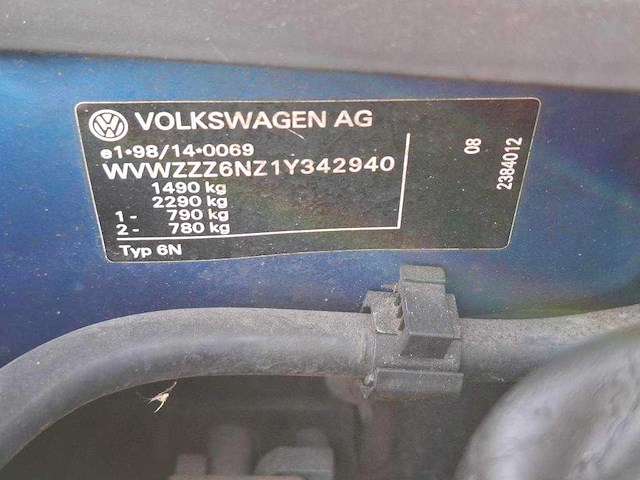 VOLKSWAGEN AG
e1*98/14*0069
WVWZZZ6NZ1Y342940
1490 kg
2290 kg
1- 790 kg
2- 780 kg
Typ 6N
08
2384012